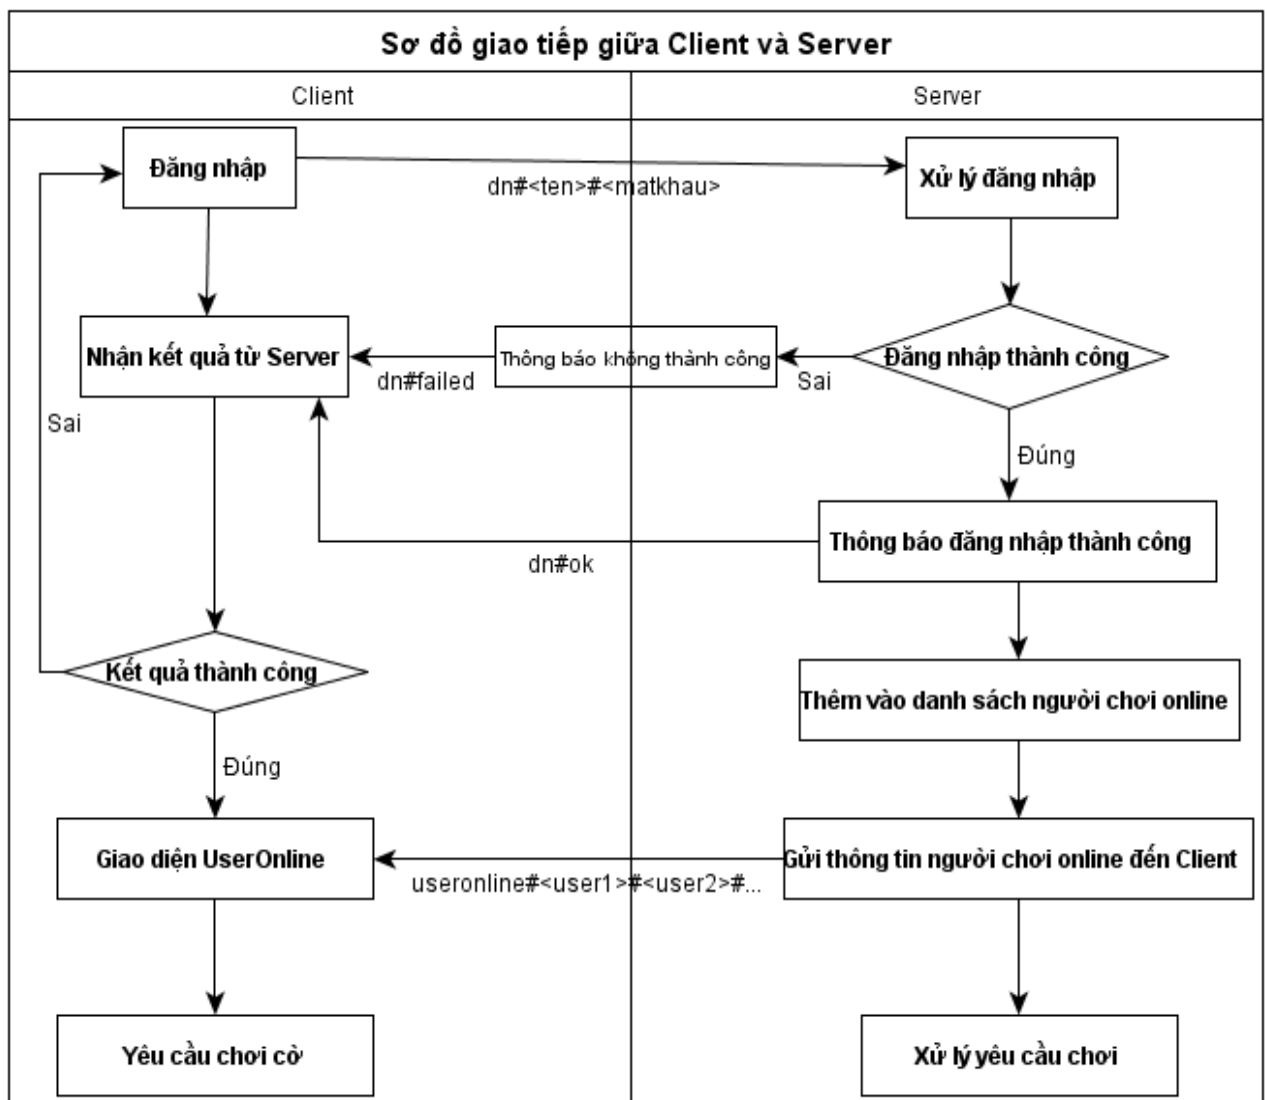 Sơ đồ giao tiếp giữa Client và Server
Client
Server
Đăng nhập
dn#<ten>#<matkhau>
Xử lý đăng nhập
Nhận kết quả từ Server
dn#failed
Thông báo không thành công
Sai
Đăng nhập thành công
Sai
Đúng
Thông báo đăng nhập thành công
dn#ok
Kết quả thành công
Thêm vào danh sách người chơi online
Đúng
Giao diện UserOnline
useronline#<user1>#<user2>#...
Gửi thông tin người chơi online đến Client
Yêu cầu chơi cờ
Xử lý yêu cầu chơi